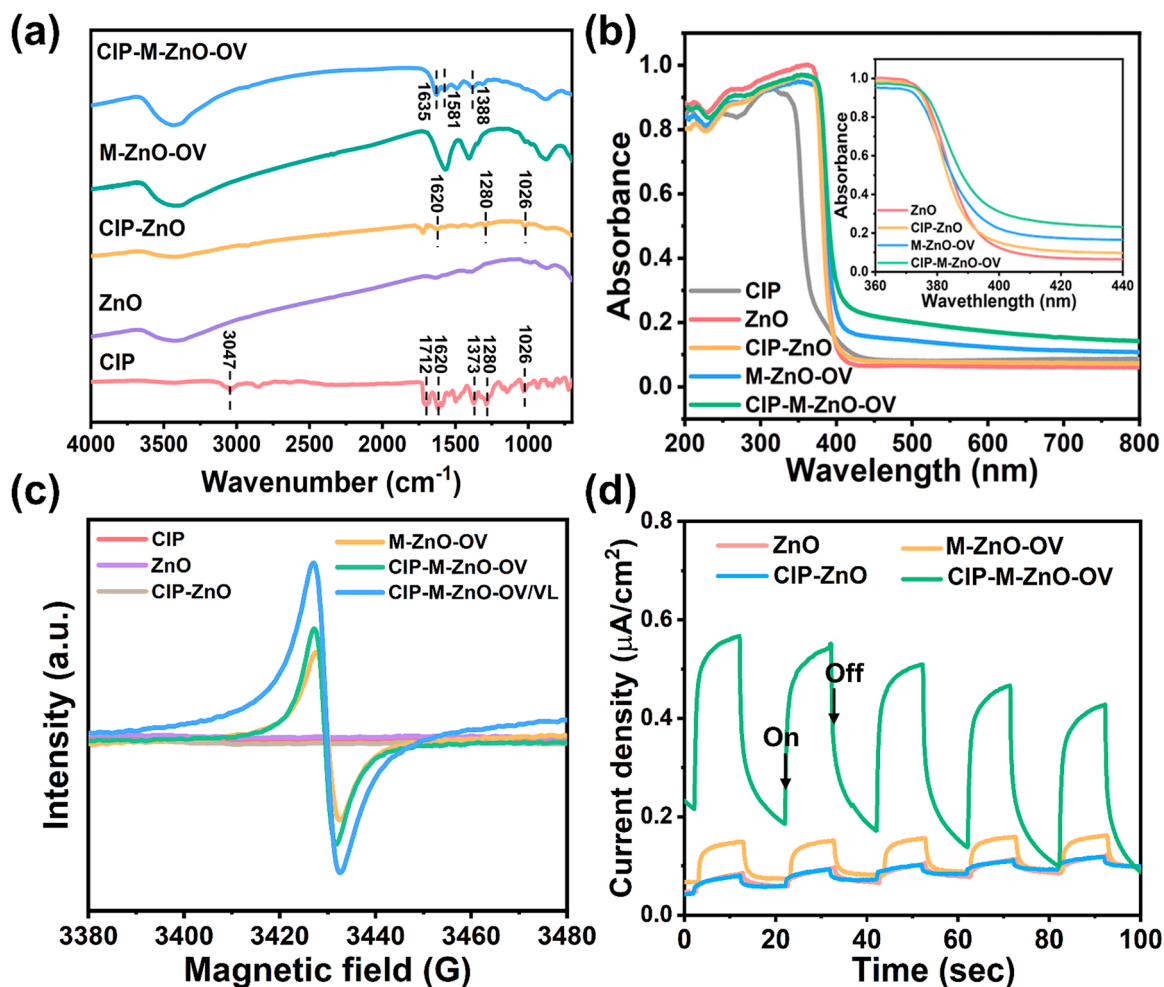 (a)
CIP-M-ZnO-OV
1635
1581
1388
M-ZnO-OV
1620
1280
1026
CIP-ZnO
ZnO
CIP
3047
1712
1620
1373
1280
1026
4000 3500 3000 2500 2000 1500 1000
Wavenumber (cm⁻¹)
(b)
Absorbance
1.0
0.8
0.6
0.4
0.2
0.0
CIP
ZnO
CIP-ZnO
M-ZnO-OV
CIP-M-ZnO-OV
200 300 400 500 600 700 800
Wavelength (nm)
Absorbance
1.0
0.8
0.6
0.4
0.2
0.0
ZnO
CIP-ZnO
M-ZnO-OV
CIP-M-ZnO-OV
360 380 400 420 440
Wavethlength (nm)
(c)
Intensity (a.u.)
CIP
ZnO
CIP-ZnO
M-ZnO-OV
CIP-M-ZnO-OV
CIP-M-ZnO-OV/VL
3380 3400 3420 3440 3460 3480
Magnetic field (G)
(d)
Current density (μA/cm²)
0.8
0.6
0.4
0.2
0.0
ZnO
CIP-ZnO
M-ZnO-OV
CIP-M-ZnO-OV
On
Off
0 20 40 60 80 100
Time (sec)